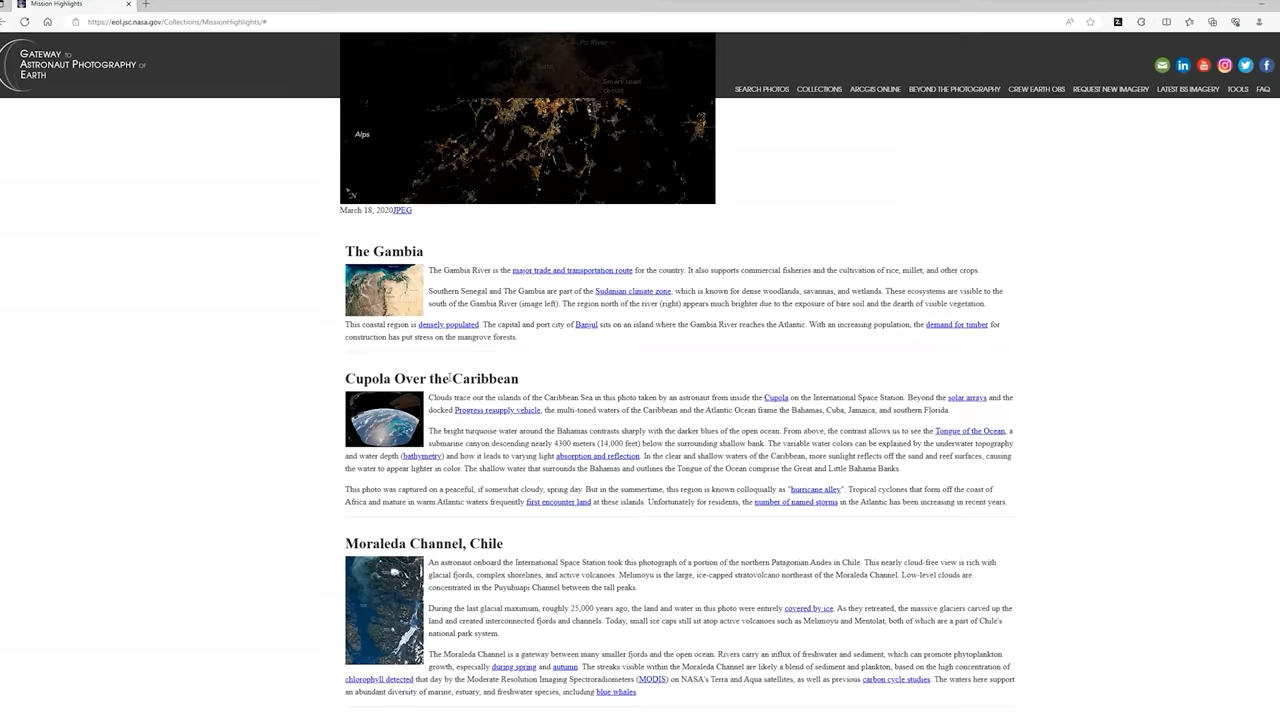 Mission Highlights
https://eol.jsc.nasa.gov/Collections/MissionHighlights/#
GATEWAY TO
ASTRONAUT PHOTOGRAPHY OF
EARTH
SEARCH PHOTOS COLLECTIONS ARCGIS ONLINE BEYOND THE PHOTOGRAPHY CREW EARTH OBS REQUEST NEW IMAGERY LATEST ISS IMAGERY TOOLS FAQ
Po River
Turin
Smart road
circuit
Alps
N
March 18, 2020JPEG
The Gambia
The Gambia River is the major trade and transportation route for the country. It also supports commercial fisheries and the cultivation of rice, millet, and other crops.
Southern Senegal and The Gambia are part of the Sudanian climate zone, which is known for dense woodlands, savannas, and wetlands. These ecosystems are visible to the
south of the Gambia River (image left). The region north of the river (right) appears much brighter due to the exposure of bare soil and the dearth of visible vegetation.
This coastal region is densely populated. The capital and port city of Banjul sits on an island where the Gambia River reaches the Atlantic. With an increasing population, the demand for timber for
construction has put stress on the mangrove forests.
Cupola Over the Caribbean
Clouds trace out the islands of the Caribbean Sea in this photo taken by an astronaut from inside the Cupola on the International Space Station. Beyond the solar arrays and the
docked Progress resupply vehicle, the multi-toned waters of the Caribbean and the Atlantic Ocean frame the Bahamas, Cuba, Jamaica, and southern Florida.
The bright turquoise water around the Bahamas contrasts sharply with the darker blues of the open ocean. From above, the contrast allows us to see the Tongue of the Ocean, a
submarine canyon descending nearly 4300 meters (14,000 feet) below the surrounding shallow bank. The variable water colors can be explained by the underwater topography
and water depth (bathymetry) and how it leads to varying light absorption and reflection. In the clear and shallow waters of the Caribbean, more sunlight reflects off the sand and reef surfaces, causing
the water to appear lighter in color. The shallow water that surrounds the Bahamas and outlines the Tongue of the Ocean comprise the Great and Little Bahama Banks.
This photo was captured on a peaceful, if somewhat cloudy, spring day. But in the summertime, this region is known colloquially as "hurricane alley". Tropical cyclones that form off the coast of
Africa and mature in warm Atlantic waters frequently first encounter land at these islands. Unfortunately for residents, the number of named storms in the Atlantic has been increasing in recent years.
Moraleda Channel, Chile
An astronaut onboard the International Space Station took this photograph of a portion of the northern Patagonian Andes in Chile. This nearly cloud-free view is rich with
glacial fjords, complex shorelines, and active volcanoes. Melimoyu is the large, ice-capped stratovolcano northeast of the Moraleda Channel. Low-level clouds are
concentrated in the Puyuhuapi Channel between the tall peaks.
During the last glacial maximum, roughly 25,000 years ago, the land and water in this photo were entirely covered by ice. As they retreated, the massive glaciers carved up the
land and created interconnected fjords and channels. Today, small ice caps still sit atop active volcanoes such as Melimoyu and Mentolat, both of which are a part of Chile's
national park system.
The Moraleda Channel is a gateway between many smaller fjords and the open ocean. Rivers carry an influx of freshwater and sediment, which can promote phytoplankton
growth, especially during spring and autumn. The streaks visible within the Moraleda Channel are likely a blend of sediment and plankton, based on the high concentration of
chlorophyll detected that day by the Moderate Resolution Imaging Spectroradiometers (MODIS) on NASA's Terra and Aqua satellites, as well as previous carbon cycle studies. The waters here support
an abundant diversity of marine, estuary, and freshwater species, including blue whales.